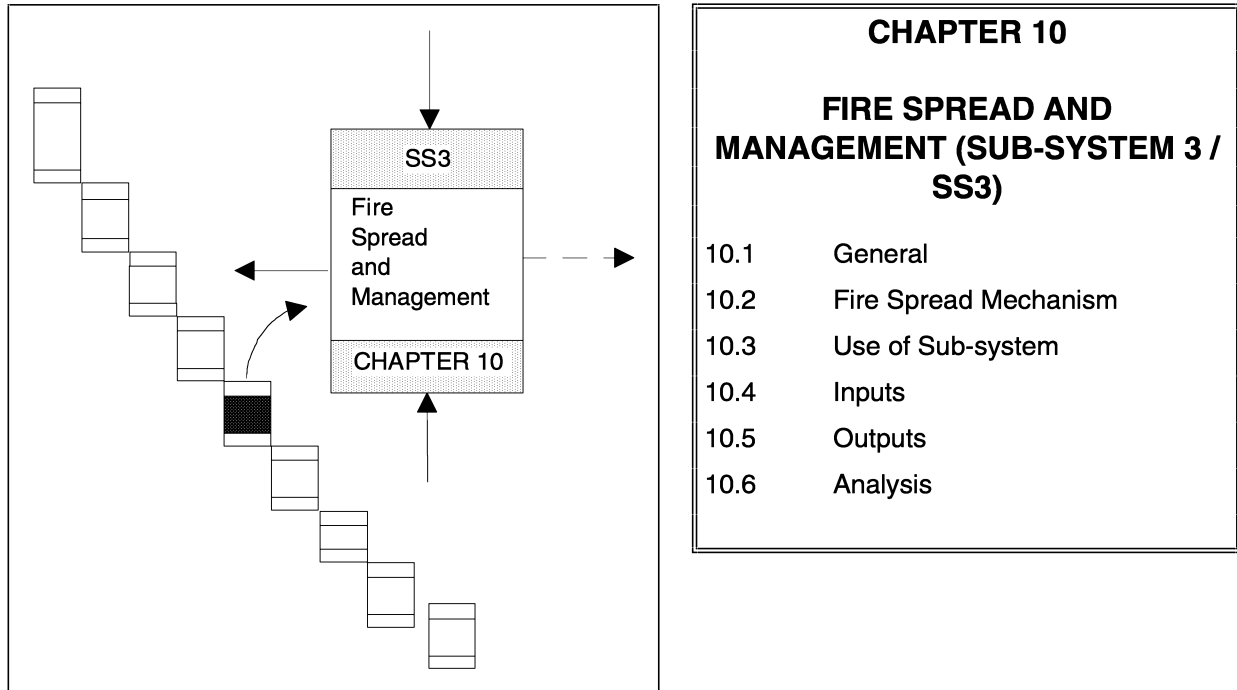 SS3
Fire
Spread
and
Management
CHAPTER 10
CHAPTER 10
FIRE SPREAD AND
MANAGEMENT (SUB-SYSTEM 3 /
SS3)
10.1 General
10.2 Fire Spread Mechanism
10.3 Use of Sub-system
10.4 Inputs
10.5 Outputs
10.6 Analysis